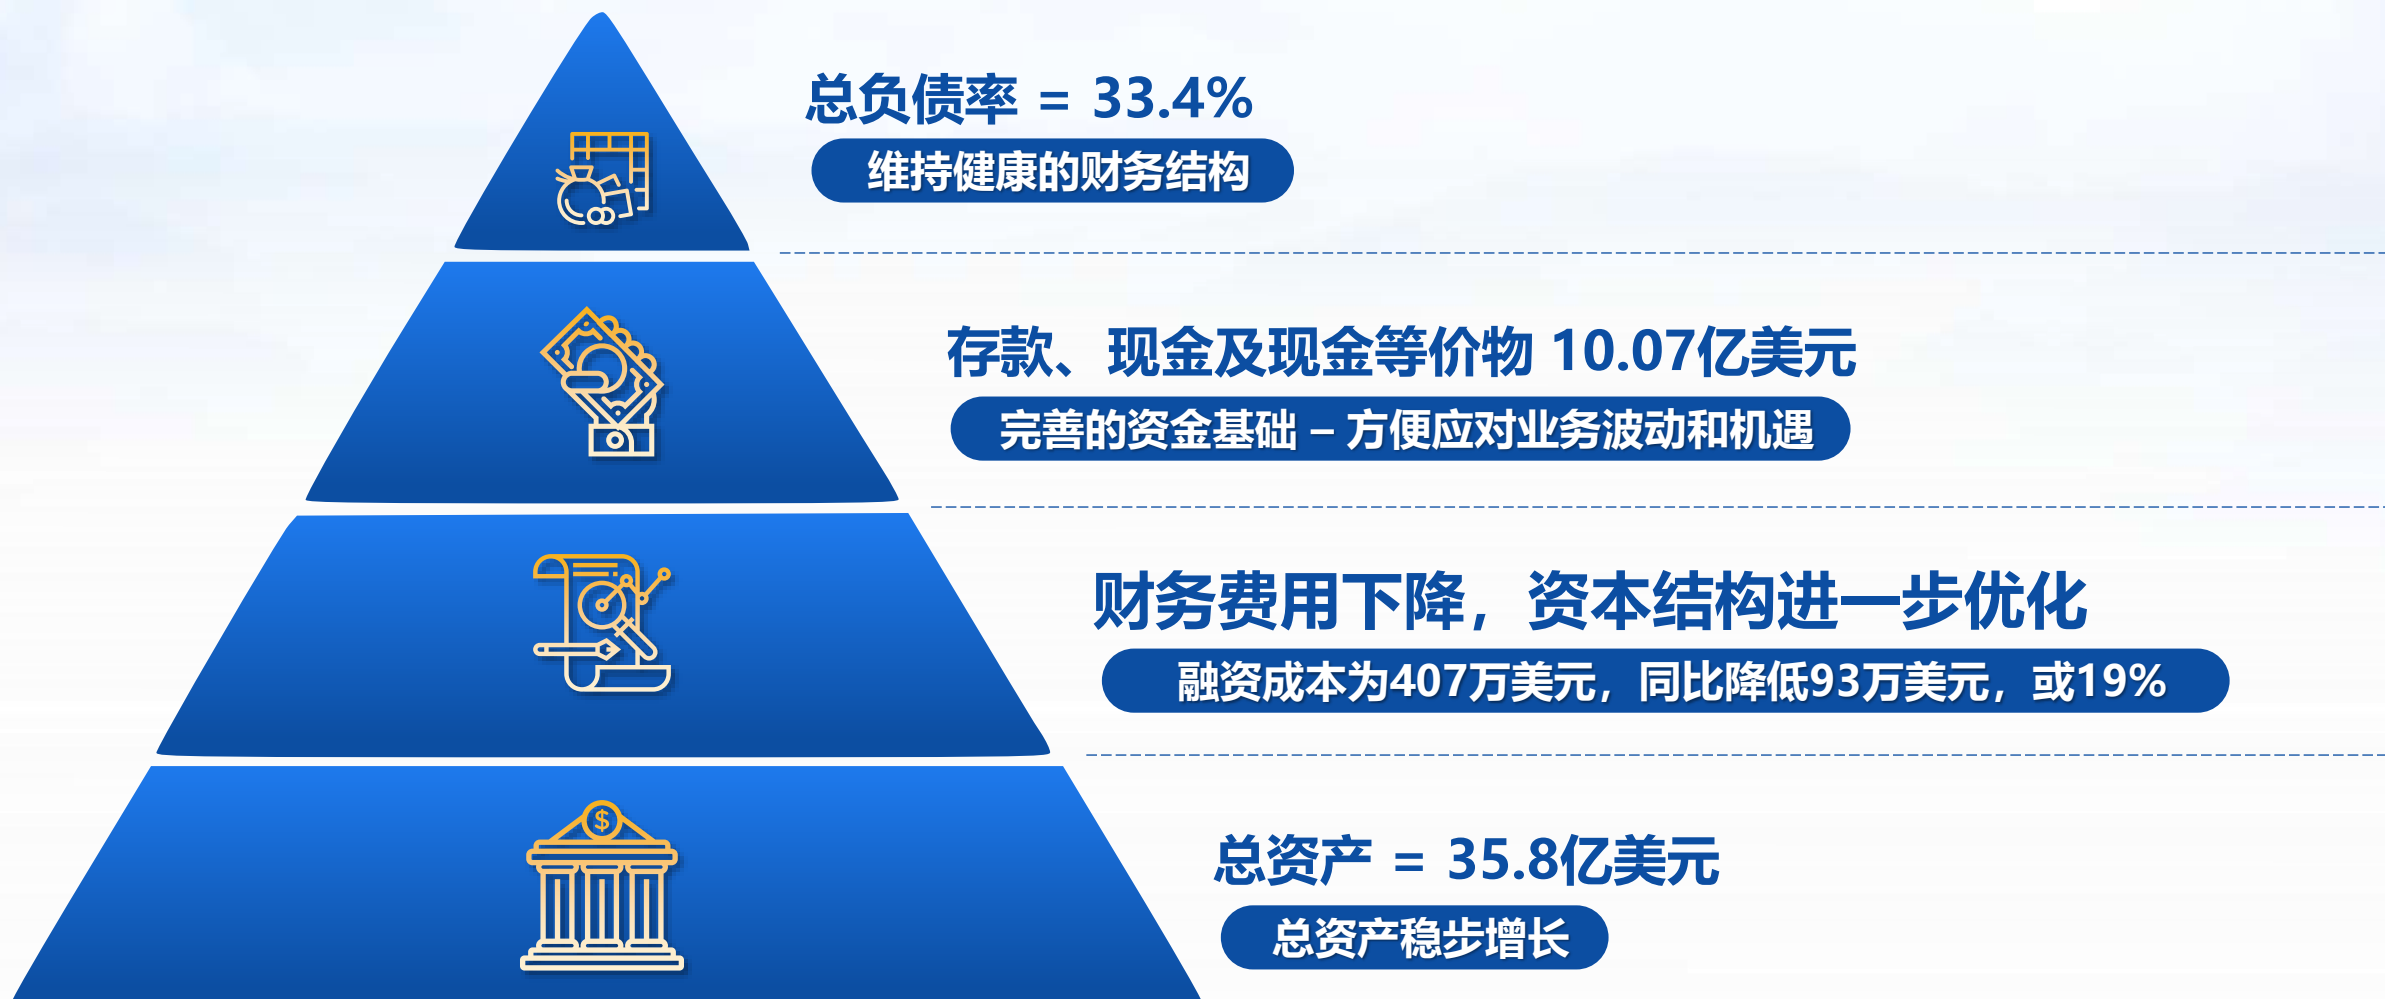 总负债率 = 33.4%
维持健康的财务结构
存款、现金及现金等价物 10.07亿美元
完善的资金基础 – 方便应对业务波动和机遇
财务费用下降，资本结构进一步优化
融资成本为407万美元，同比降低93万美元，或19%
$
总资产 = 35.8亿美元
总资产稳步增长